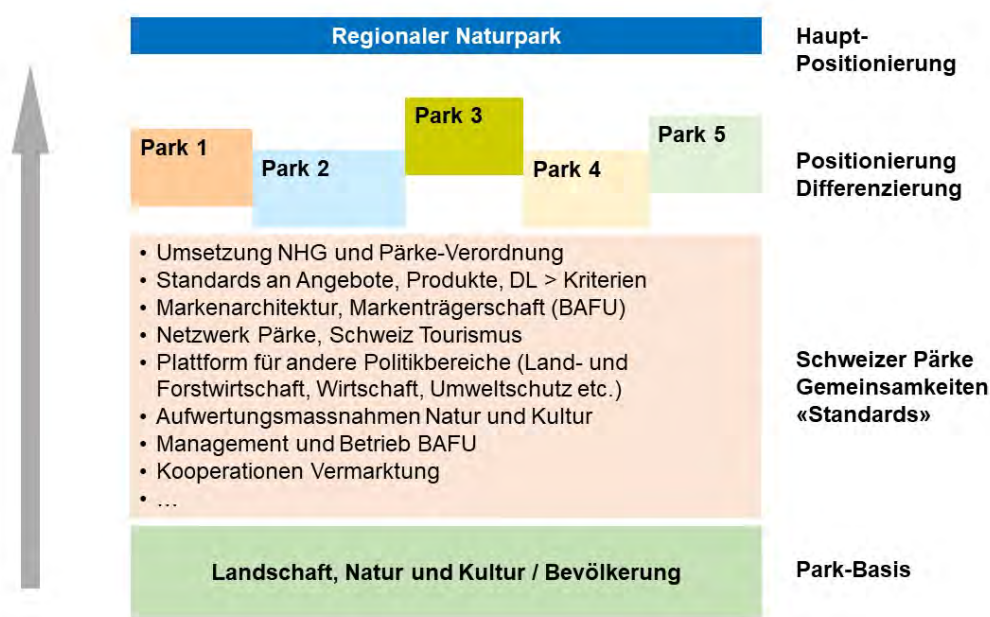 Regionaler Naturpark
Haupt-
Positionierung
Park 1
Park 2
Park 3
Park 4
Park 5
Positionierung
Differenzierung
• Umsetzung NHG und Pärke-Verordnung
• Standards an Angebote, Produkte, DL > Kriterien
• Markenarchitektur, Markenträgerschaft (BAFU)
• Netzwerk Pärke, Schweiz Tourismus
• Plattform für andere Politikbereiche (Land- und
Forstwirtschaft, Wirtschaft, Umweltschutz etc.)
• Aufwertungsmassnahmen Natur und Kultur
• Management und Betrieb BAFU
• Kooperationen Vermarktung
• …
Schweizer Pärke
Gemeinsamkeiten
«Standards»
Landschaft, Natur und Kultur / Bevölkerung
Park-Basis